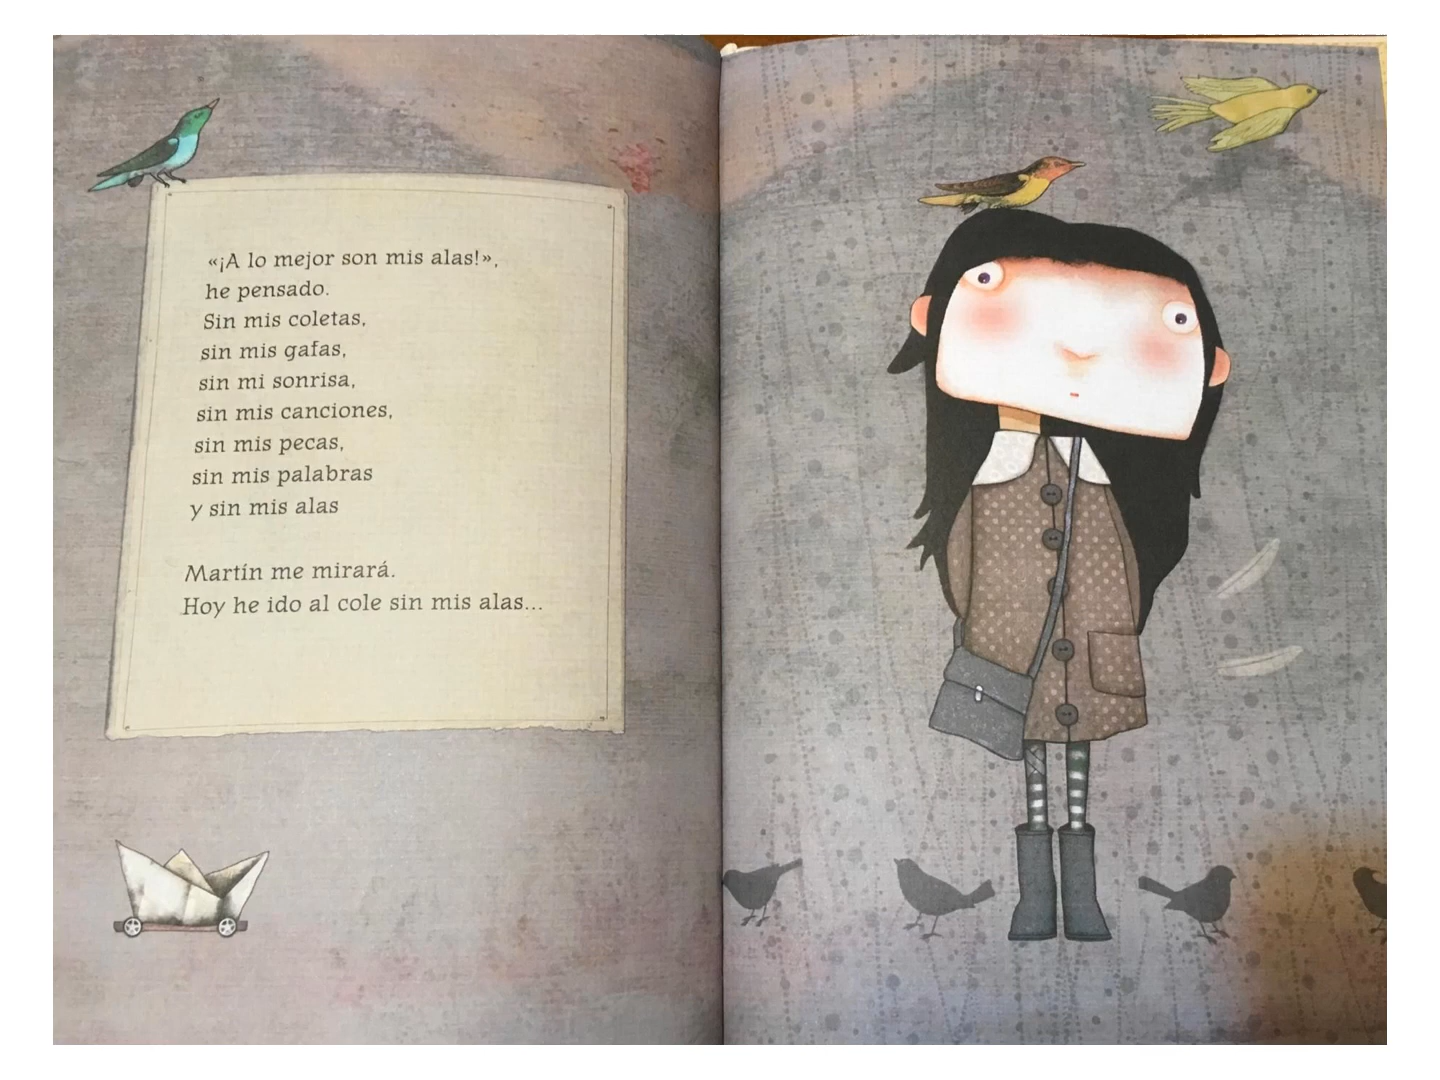 «¡A lo mejor son mis alas!»,
he pensado.
Sin mis coletas,
sin mis gafas,
sin mi sonrisa,
sin mis canciones,
sin mis pecas,
sin mis palabras
y sin mis alas
Martín me mirará.
Hoy he ido al cole sin mis alas...